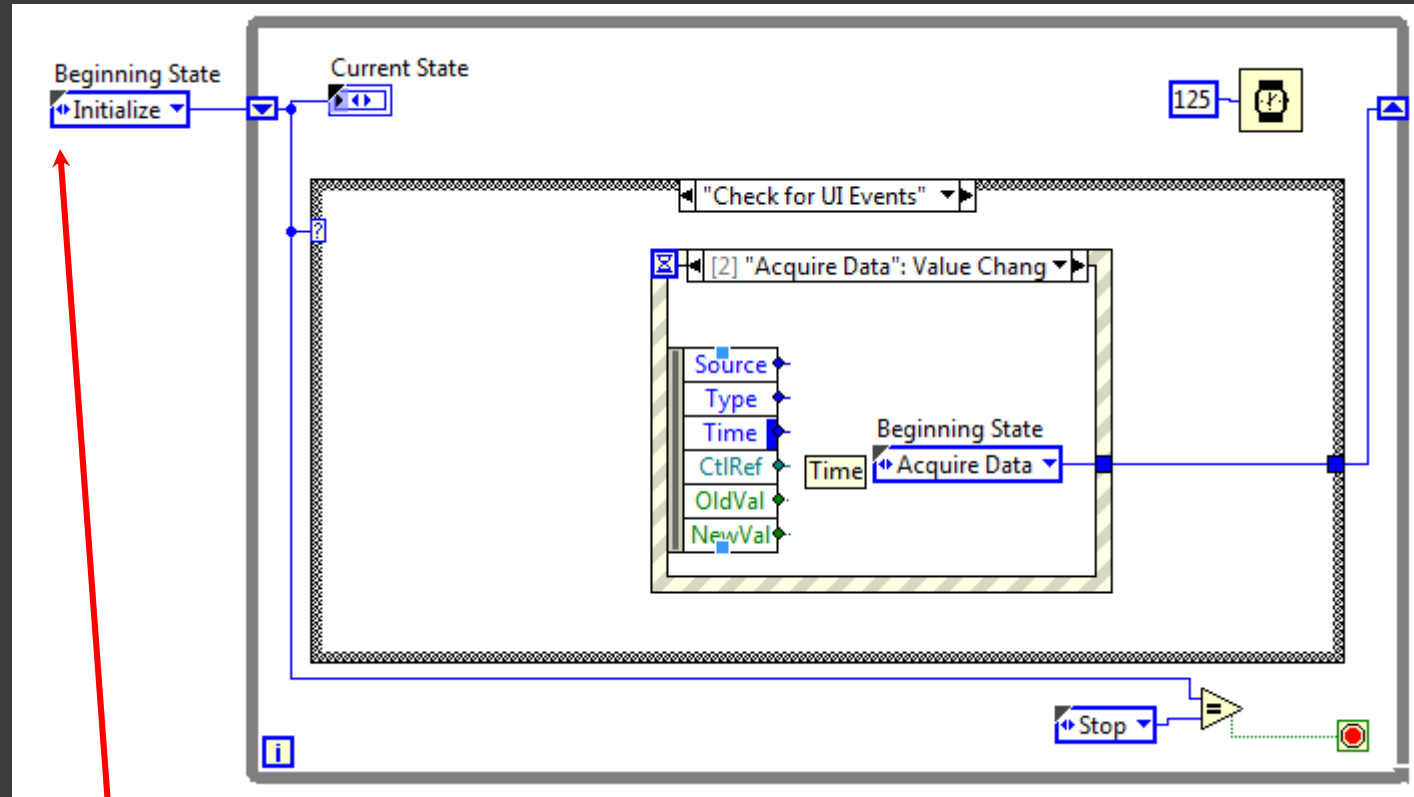 Beginning State
Initialize
Current State
125
"Check for UI Events"
?
[2] "Acquire Data": Value Chang
Source
Type
Time
CtlRef
OldVal
NewVal
Time
Beginning State
Acquire Data
Stop
=
i